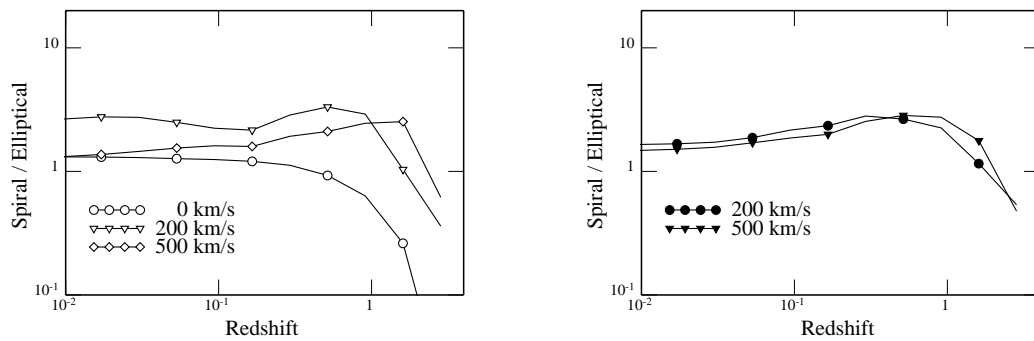 10
1
10-1
10-2
10-1
1
Spiral / Elliptical
Redshift
0 km/s
200 km/s
500 km/s
10
1
10-1
10-2
10-1
1
Spiral / Elliptical
Redshift
200 km/s
500 km/s